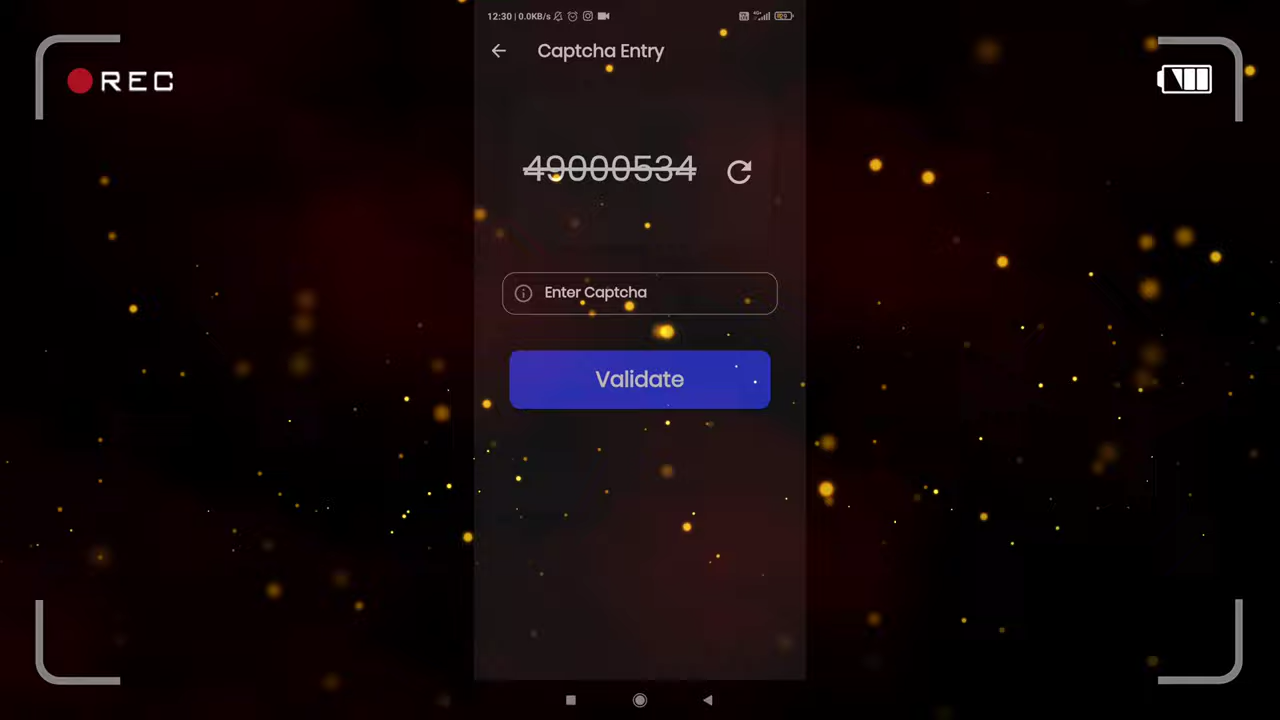 12:30 | 0.0KB/s
Captcha Entry
REC
49000534
Enter Captcha
Validate